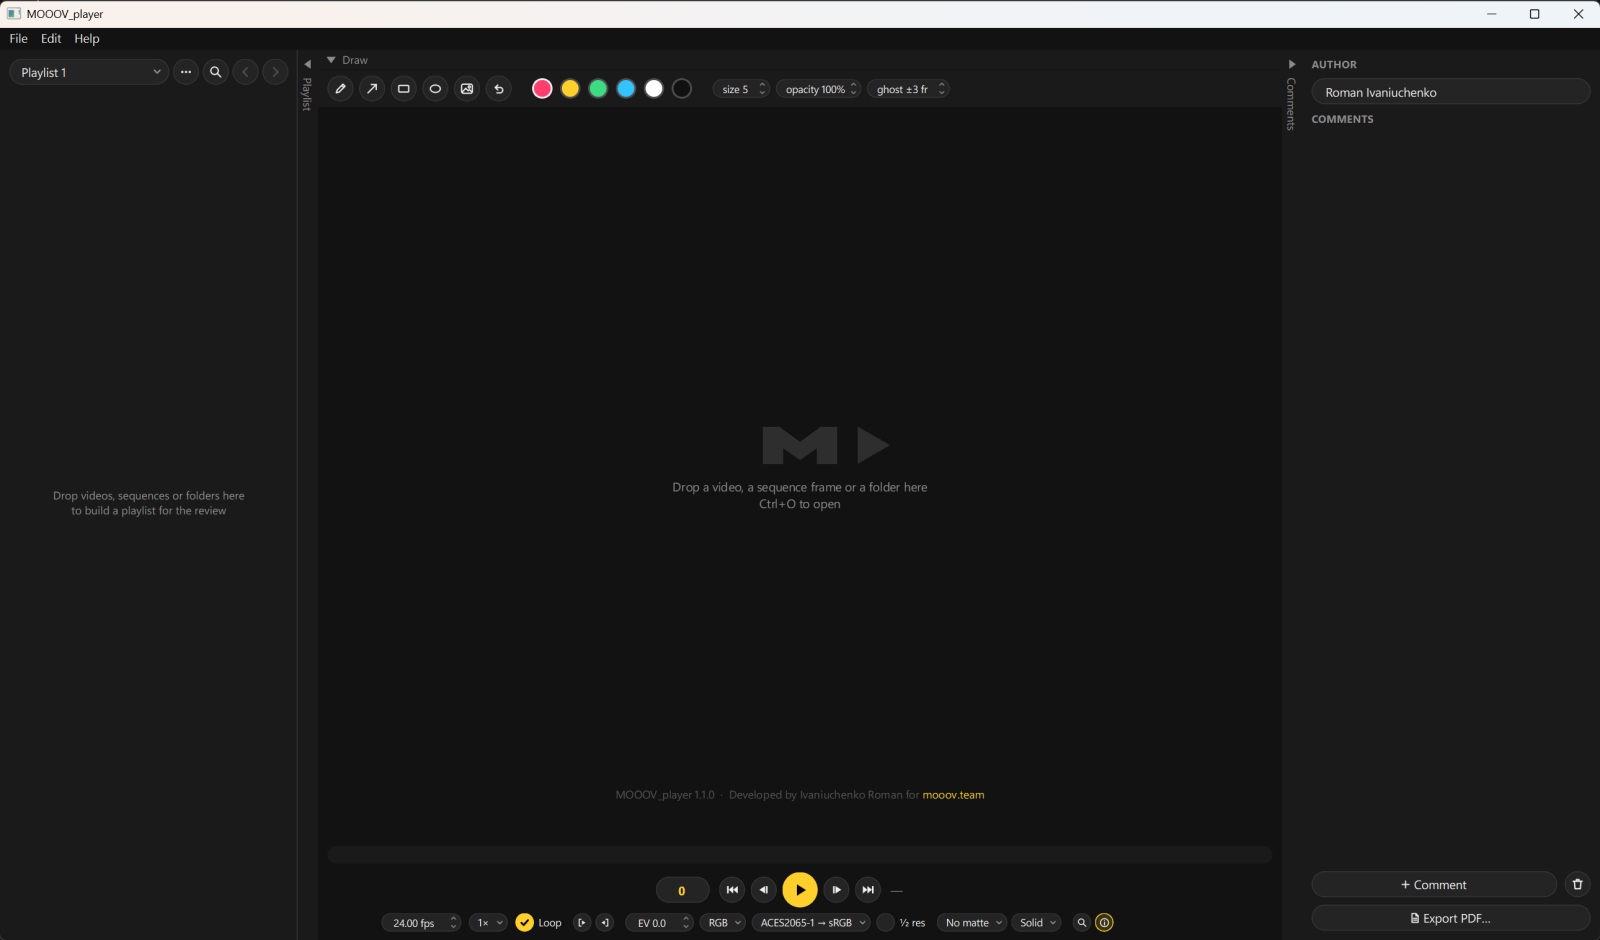 MOOOV_player
File Edit Help
Playlist 1
Playlist
Draw
size 5
opacity 100%
ghost ±3 fr
Comments
AUTHOR
Roman Ivaniuchenko
COMMENTS
Drop videos, sequences or folders here
to build a playlist for the review
Drop a video, a sequence frame or a folder here
Ctrl+O to open
MOOOV_player 1.1.0 · Developed by Ivaniuchenko Roman for mooov.team
0
—
24.00 fps
1×
Loop
EV 0.0
RGB
ACES2065-1 → sRGB
½ res
No matte
Solid
+ Comment
Export PDF...